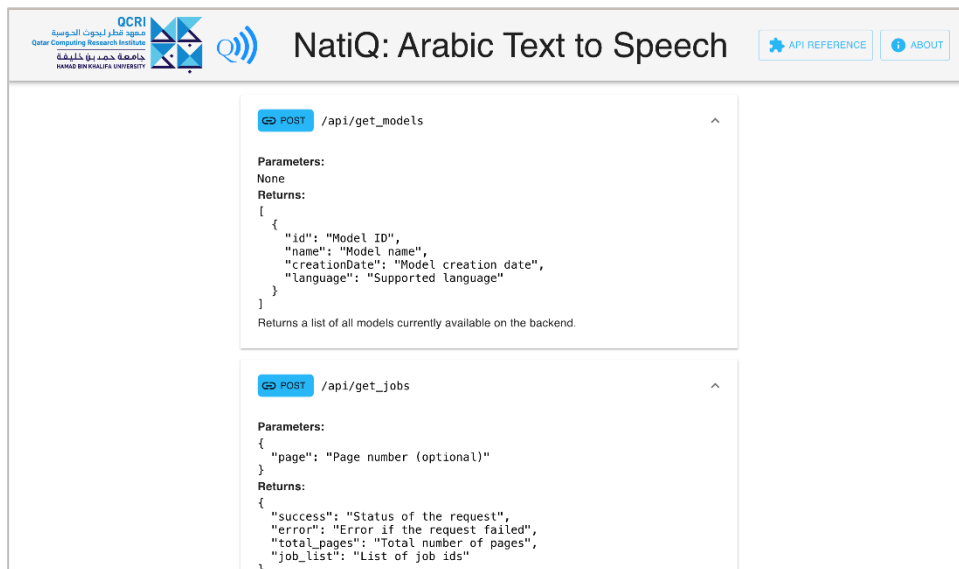 QCRI
معهد قطر لبحوث الحوسبة
Qatar Computing Research Institute
جامعة حمد بن خليفة
HAMAD BIN KHALIFA UNIVERSITY
Q
NatiQ: Arabic Text to Speech
API REFERENCE
ABOUT
POST /api/get_models
Parameters:
None
Returns:
[
{
"id": "Model ID",
"name": "Model name",
"creationDate": "Model creation date",
"language": "Supported language"
}
]
Returns a list of all models currently available on the backend.
POST /api/get_jobs
Parameters:
{
"page": "Page number (optional)"
}
Returns:
{
"success": "Status of the request",
"error": "Error if the request failed",
"total_pages": "Total number of pages",
"job_list": "List of job ids"
}